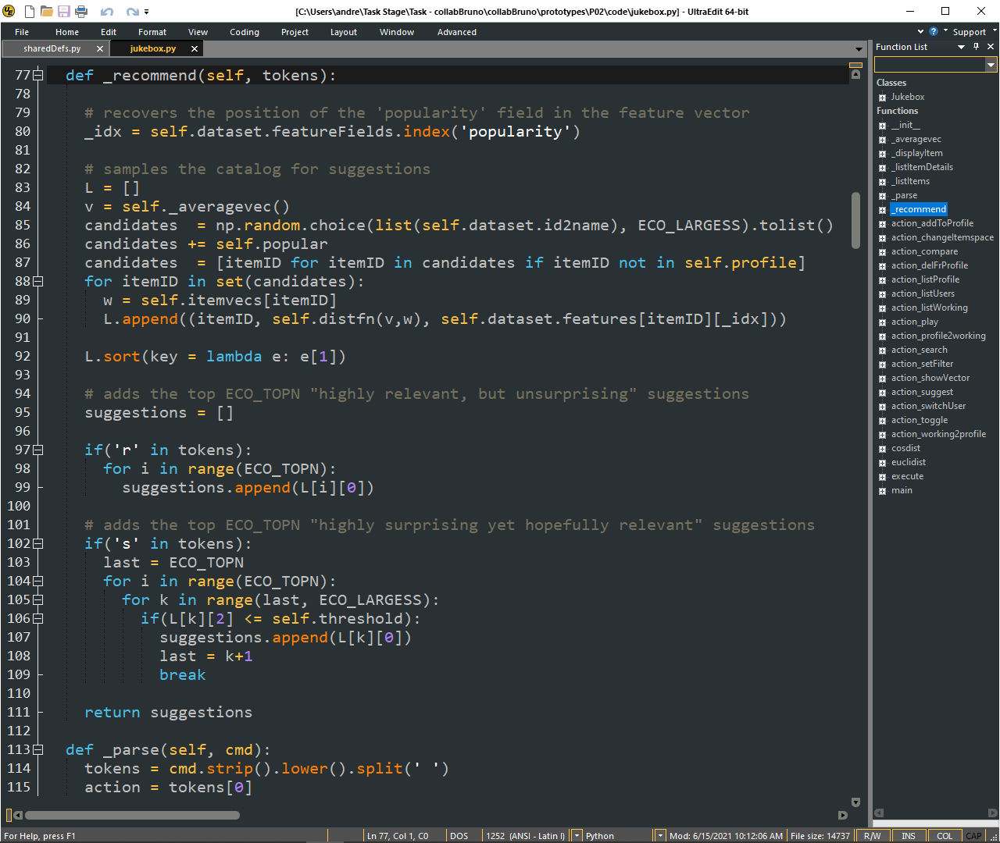 [C:\Users\andre\Task Stage\Task - collabBruno\collabBruno\prototypes\P02\code\jukebox.py] - UltraEdit 64-bit
File Home Edit Format View Coding Project Layout Window Advanced Support
sharedDefs.py jukebox.py
77 def _recommend(self, tokens):
78
79 # recovers the position of the 'popularity' field in the feature vector
80 _idx = self.dataset.featureFields.index('popularity')
81
82 # samples the catalog for suggestions
83 L = []
84 v = self._averagevec()
85 candidates  = np.random.choice(list(self.dataset.id2name), ECO_LARGESS).tolist()
86 candidates += self.popular
87 candidates  = [itemID for itemID in candidates if itemID not in self.profile]
88 for itemID in set(candidates):
89 w = self.itemvecs[itemID]
90 L.append((itemID, self.distfn(v,w), self.dataset.features[itemID][_idx]))
91
92 L.sort(key = lambda e: e[1])
93
94 # adds the top ECO_TOPN "highly relevant, but unsurprising" suggestions
95 suggestions = []
96
97 if('r' in tokens):
98 for i in range(ECO_TOPN):
99 suggestions.append(L[i][0])
100
101 # adds the top ECO_TOPN "highly surprising yet hopefully relevant" suggestions
102 if('s' in tokens):
103 last = ECO_TOPN
104 for i in range(ECO_TOPN):
105 for k in range(last, ECO_LARGESS):
106 if(L[k][2] <= self.threshold):
107 suggestions.append(L[k][0])
108 last = k+1
109 break
110
111 return suggestions
112
113 def _parse(self, cmd):
114 tokens = cmd.strip().lower().split(' ')
115 action = tokens[0]
Function List
Classes
Jukebox
Functions
__init__
_averagevec
_displayItem
_listItemDetails
_listItems
_parse
_recommend
action_addToProfile
action_changeItemspace
action_compare
action_delFrProfile
action_listProfile
action_listUsers
action_listWorking
action_play
action_profile2working
action_search
action_setFilter
action_showVector
action_suggest
action_switchUser
action_toggle
action_working2profile
cosdist
euclidist
execute
main
For Help, press F1 Ln 77, Col 1, C0 DOS 1252 (ANSI - Latin I) Python Mod: 6/15/2021 10:12:06 AM File size: 14737 R/W INS COL CAP